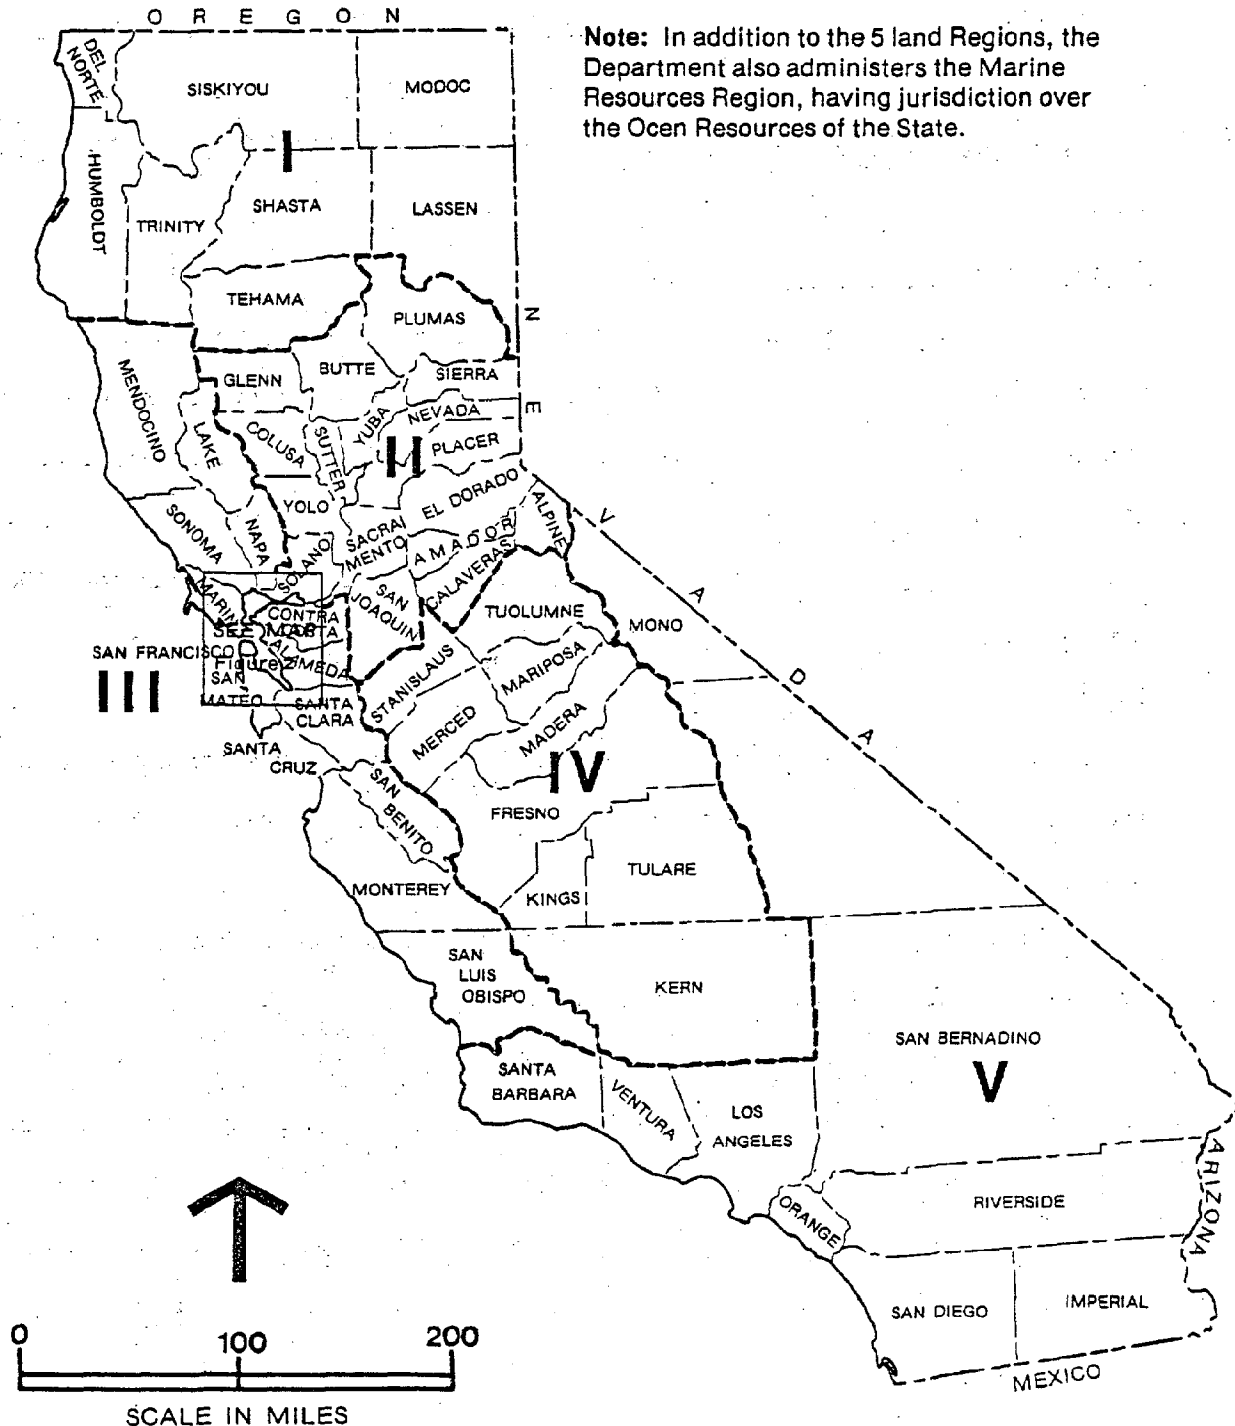 O R E G O N
Note: In addition to the 5 land Regions, the
Department also administers the Marine
Resources Region, having jurisdiction over
the Ocen Resources of the State.
DEL
NORTE
SISKIYOU
MODOC
I
HUMBOLDT
TRINITY
SHASTA
LASSEN
TEHAMA
PLUMAS
N
E
V
A
D
A
MENDOCINO
GLENN
BUTTE
SIERRA
LAKE
COLUSA
SUTTER
YUBA
NEVADA
II
PLACER
YOLO
EL DORADO
SONOMA
NAPA
SOLANO
SACRA
MENTO
AMADOR
ALPINE
CALAVERAS
MARIN
CONTRA
COSTA
SAN
JOAQUIN
TUOLUMNE
MONO
SEE MAP
SAN FRANCISCO
Figure 2
ALAMEDA
III
SAN
MATEO
STANISLAUS
MARIPOSA
SANTA
CLARA
MERCED
MADERA
SANTA
CRUZ
SAN
BENITO
IV
FRESNO
MONTEREY
KINGS
TULARE
SAN
LUIS
OBISPO
KERN
SAN BERNADINO
V
SANTA
BARBARA
VENTURA
LOS
ANGELES
ORANGE
RIVERSIDE
ARIZONA
SAN DIEGO
IMPERIAL
MEXICO
0 100 200
SCALE IN MILES